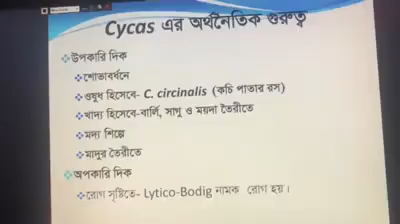 Cycas এর অর্থনৈতিক গুরুত্ব
উপকারি দিক
শোভাবর্ধনে
ওষুধ হিসেবে- C. circinalis (কচি পাতার রস)
খাদ্য হিসেবে- বার্লি, সাগু ও ময়দা তৈরীতে
মদ্য শিল্পে
মাদুর তৈরীতে
অপকারি দিক
রোগ সৃষ্টিতে- Lytico-Bodig নামক রোগ হয়।